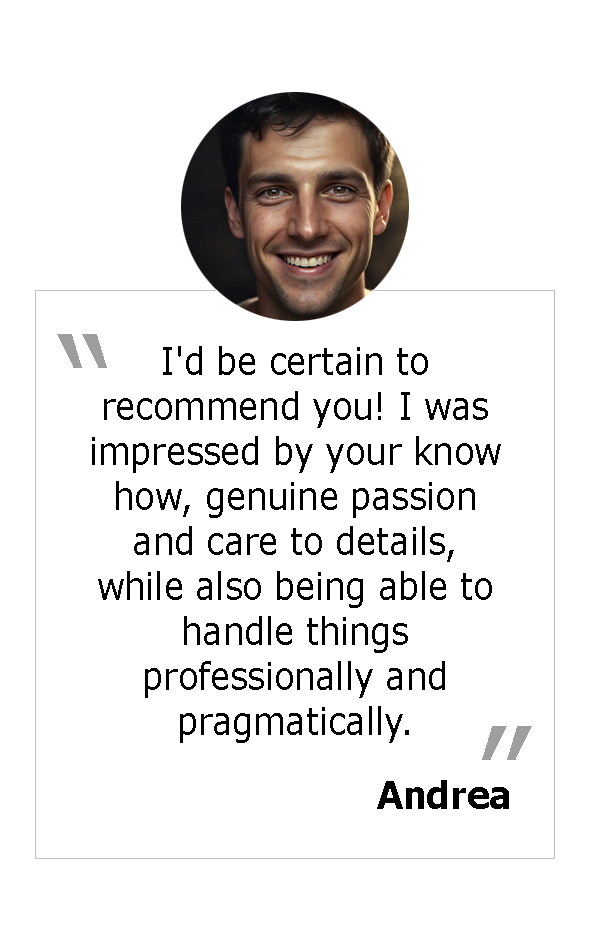 I'd be certain to
recommend you! I was
impressed by your know
how, genuine passion
and care to details,
while also being able to
handle things
professionally and
pragmatically.
Andrea